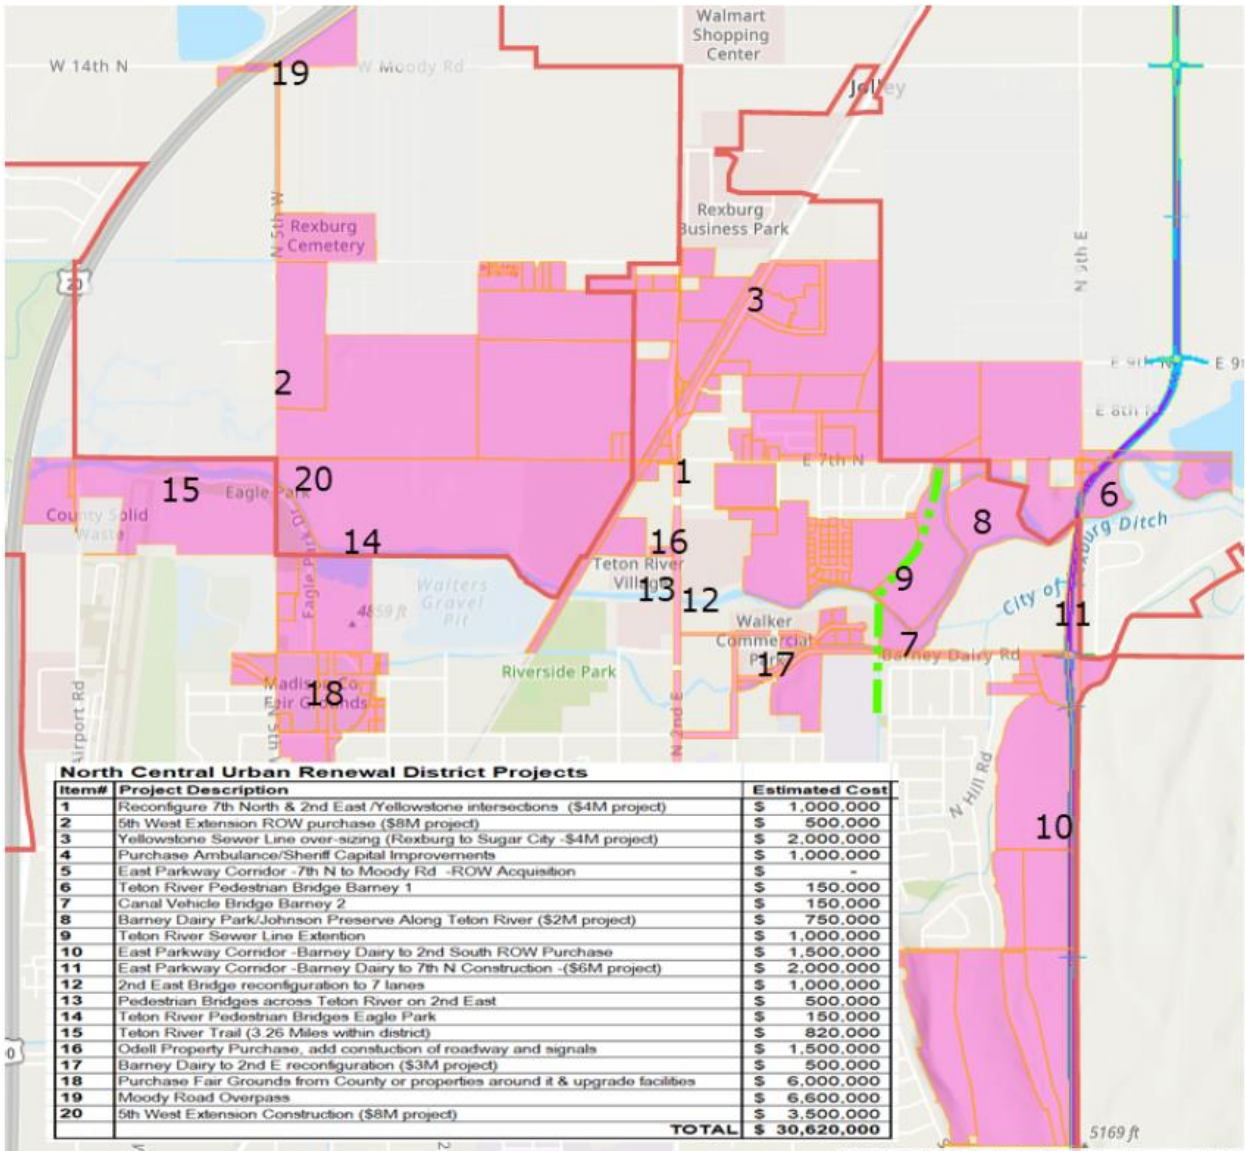 Walmart
Shopping
Center
W 14th N
19
W Moody Rd
Jolley
N 5th W
Rexburg
Cemetery
Rexburg
Business Park
20
N 9th E
3
2
E 9th N
E 9
E 8th N
1
E 7th N
20
15
Eagle Park
6
County Solid
Waste
8
City of Rexburg Ditch
14
16
Teton River
Village
Eagle Park Dr
Walters
Gravel
Pit
13
12
9
4859 ft
11
Walker
Commercial
Park
7
Barney Dairy Rd
17
Riverside Park
Madison Co
Fair Grounds
18
Airport Rd
N 5th W
N 2nd E
N Hill Rd
10
North Central Urban Renewal District Projects
Item# Project Description Estimated Cost
1 Reconfigure 7th North & 2nd East /Yellowstone intersections ($4M project) $ 1,000,000
2 5th West Extension ROW purchase ($8M project) $ 500,000
3 Yellowstone Sewer Line over-sizing (Rexburg to Sugar City -$4M project) $ 2,000,000
4 Purchase Ambulance/Sheriff Capital Improvements $ 1,000,000
5 East Parkway Corridor -7th N to Moody Rd -ROW Acquisition $ -
6 Teton River Pedestrian Bridge Barney 1 $ 150,000
7 Canal Vehicle Bridge Barney 2 $ 150,000
8 Barney Dairy Park/Johnson Preserve Along Teton River ($2M project) $ 750,000
9 Teton River Sewer Line Extention $ 1,000,000
10 East Parkway Corridor -Barney Dairy to 2nd South ROW Purchase $ 1,500,000
11 East Parkway Corridor -Barney Dairy to 7th N Construction -($6M project) $ 2,000,000
12 2nd East Bridge reconfiguration to 7 lanes $ 1,000,000
13 Pedestrian Bridges across Teton River on 2nd East $ 500,000
14 Teton River Pedestrian Bridges Eagle Park $ 150,000
15 Teton River Trail (3.26 Miles within district) $ 820,000
16 Odell Property Purchase, add constuction of roadway and signals $ 1,500,000
17 Barney Dairy to 2nd E reconfiguration ($3M project) $ 500,000
18 Purchase Fair Grounds from County or properties around it & upgrade facilities $ 6,000,000
19 Moody Road Overpass $ 6,600,000
20 5th West Extension Construction ($8M project) $ 3,500,000
TOTAL $ 30,620,000
5169 ft